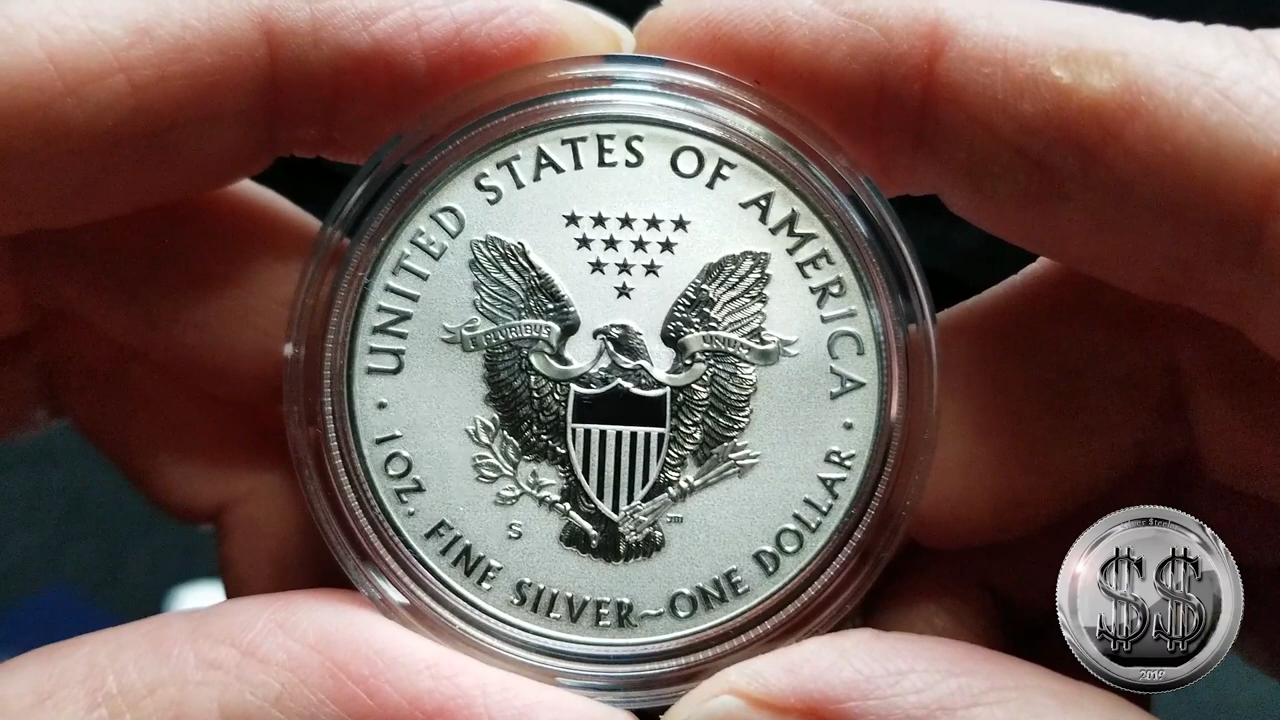 UNITED STATES OF AMERICA
E PLURIBUS
UNUM
S
1 OZ. FINE SILVER~ONE DOLLAR
$$
2019